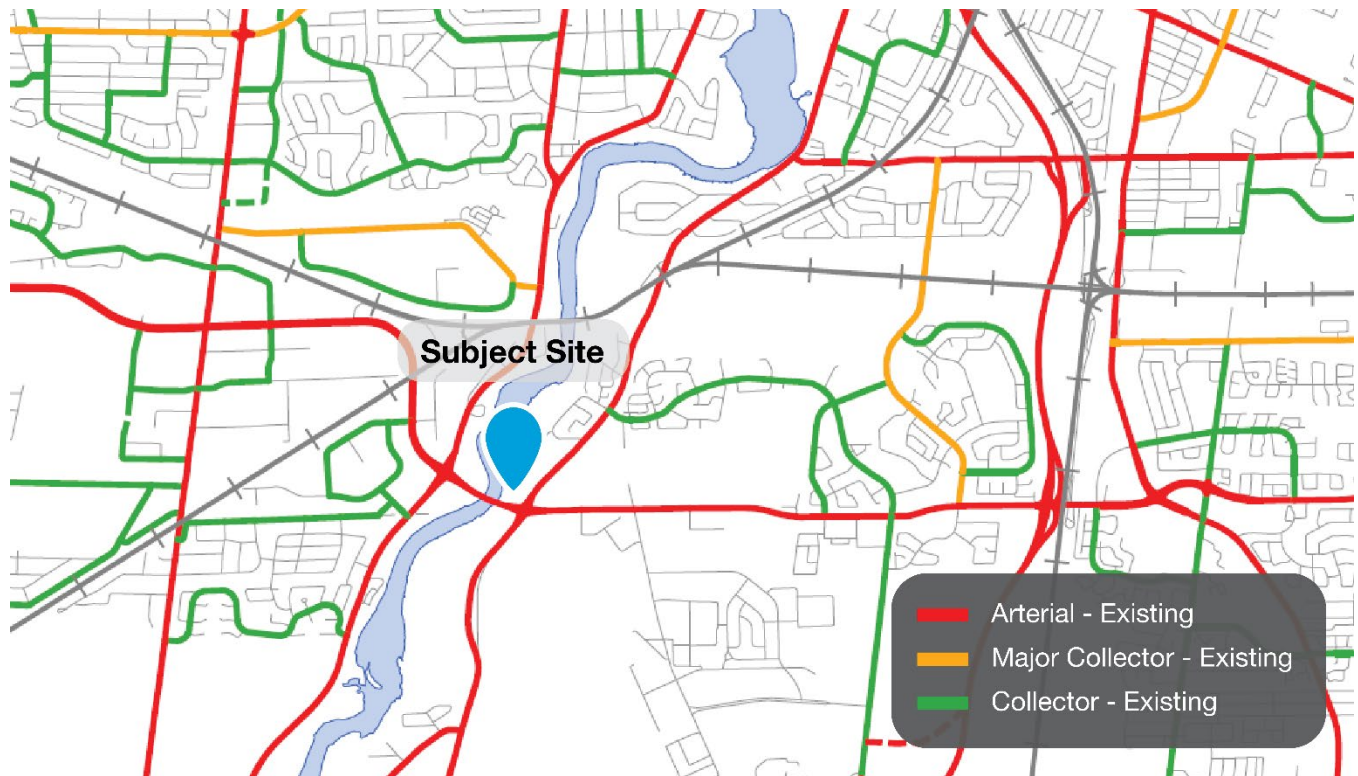 Subject Site
Arterial - Existing
Major Collector - Existing
Collector - Existing